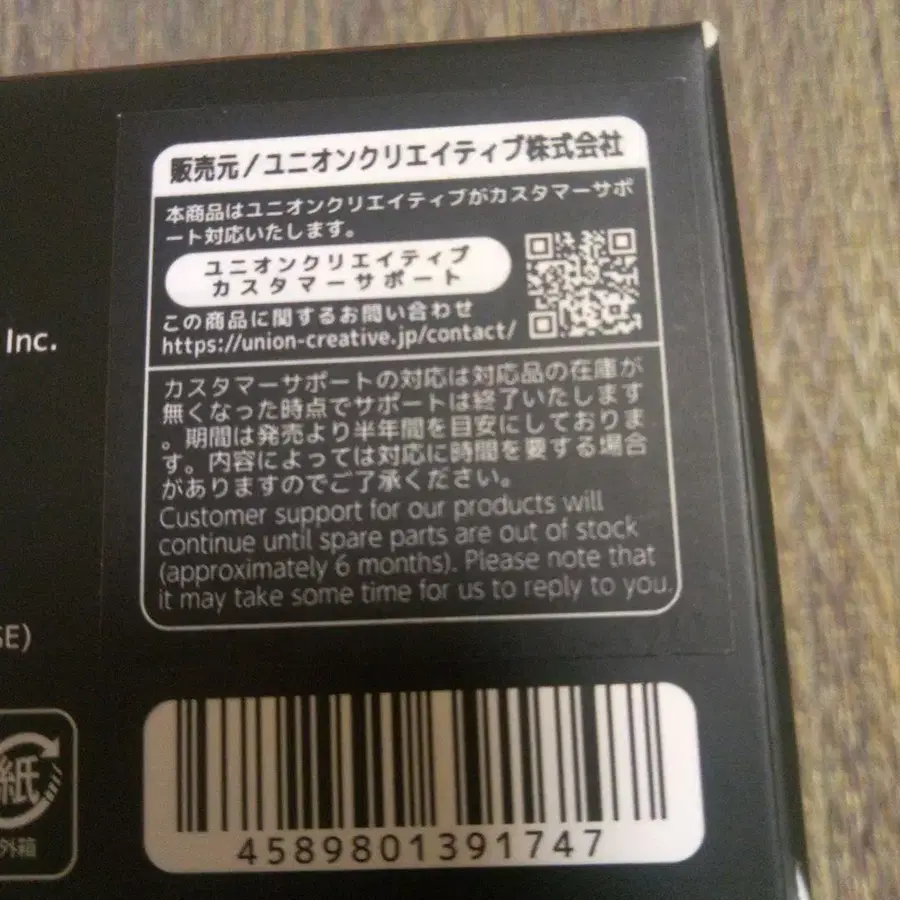 販売元/ユニオンクリエイティブ株式会社
本商品はユニオンクリエイティブがカスタマーサポ
ート対応いたします。
ユニオンクリエイティブ
カスタマーサポート
この商品に関するお問い合わせ
https://union-creative.jp/contact/
カスタマーサポートの対応は対応品の在庫が
無くなった時点でサポートは終了いたします
。期間は発売より半年間を目安にしておりま
す。内容によっては対応に時間を要する場合
がありますのでご了承ください。
Customer support for our products will
continue until spare parts are out of stock
(approximately 6 months). Please note that
it may take some time for us to reply to you.
Inc.
SE)
紙
外箱
4589801391747